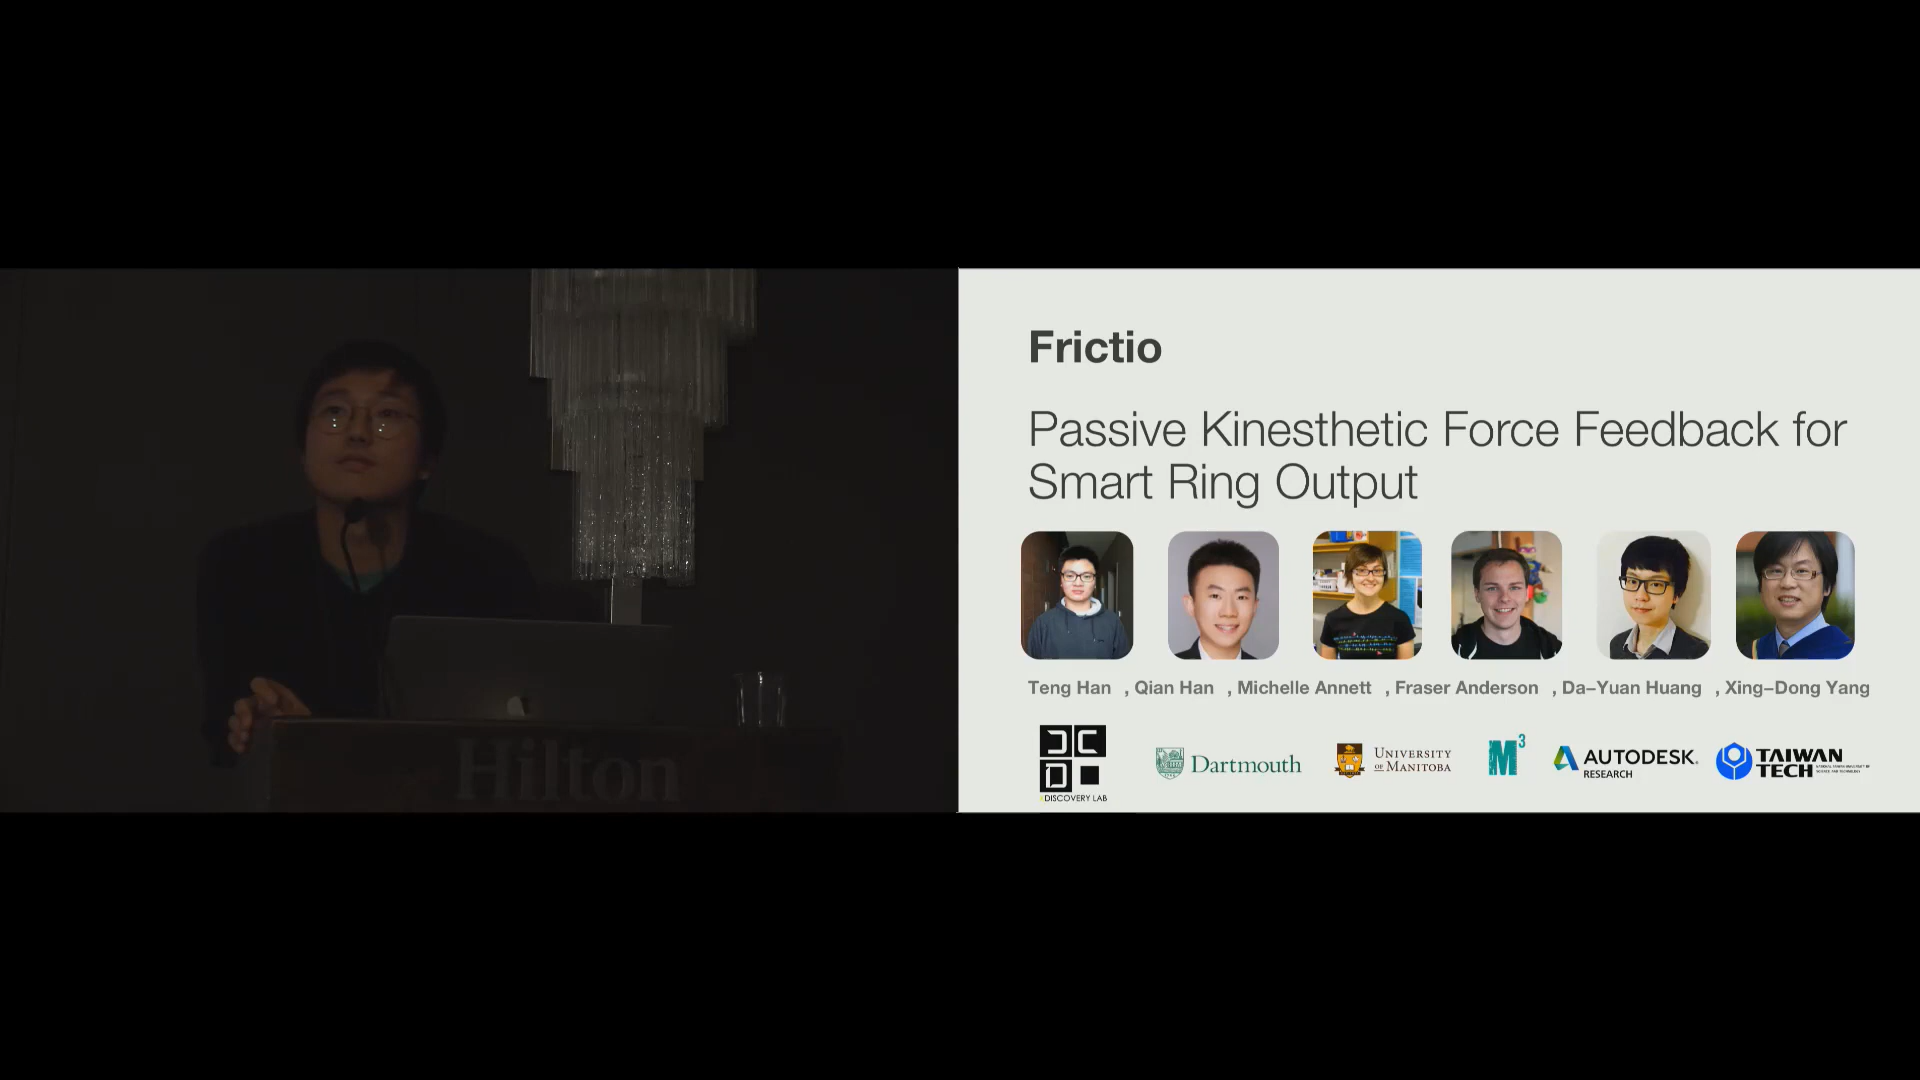 Hilton
Frictio
Passive Kinesthetic Force Feedback for
Smart Ring Output
Teng Han , Qian Han , Michelle Annett , Fraser Anderson , Da-Yuan Huang , Xing-Dong Yang
DISCOVERY LAB
Dartmouth
UNIVERSITY
OF MANITOBA
M3
AUTODESK.
RESEARCH
TAIWAN
TECH